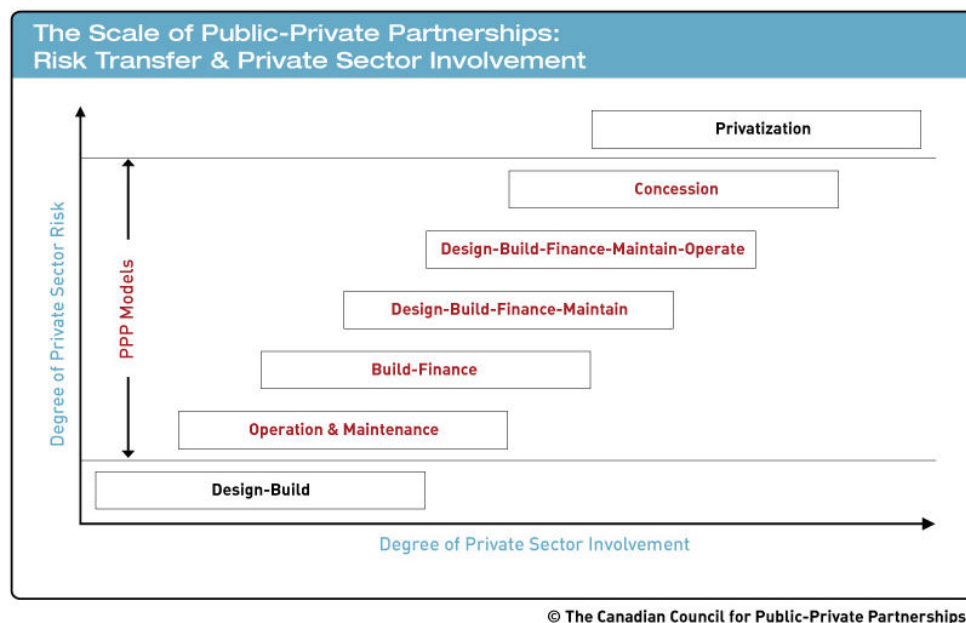 The Scale of Public-Private Partnerships:
Risk Transfer & Private Sector Involvement
Privatization
Concession
Design-Build-Finance-Maintain-Operate
Design-Build-Finance-Maintain
Build-Finance
Operation & Maintenance
Design-Build
PPP Models
Degree of Private Sector Risk
Degree of Private Sector Involvement
© The Canadian Council for Public-Private Partnerships